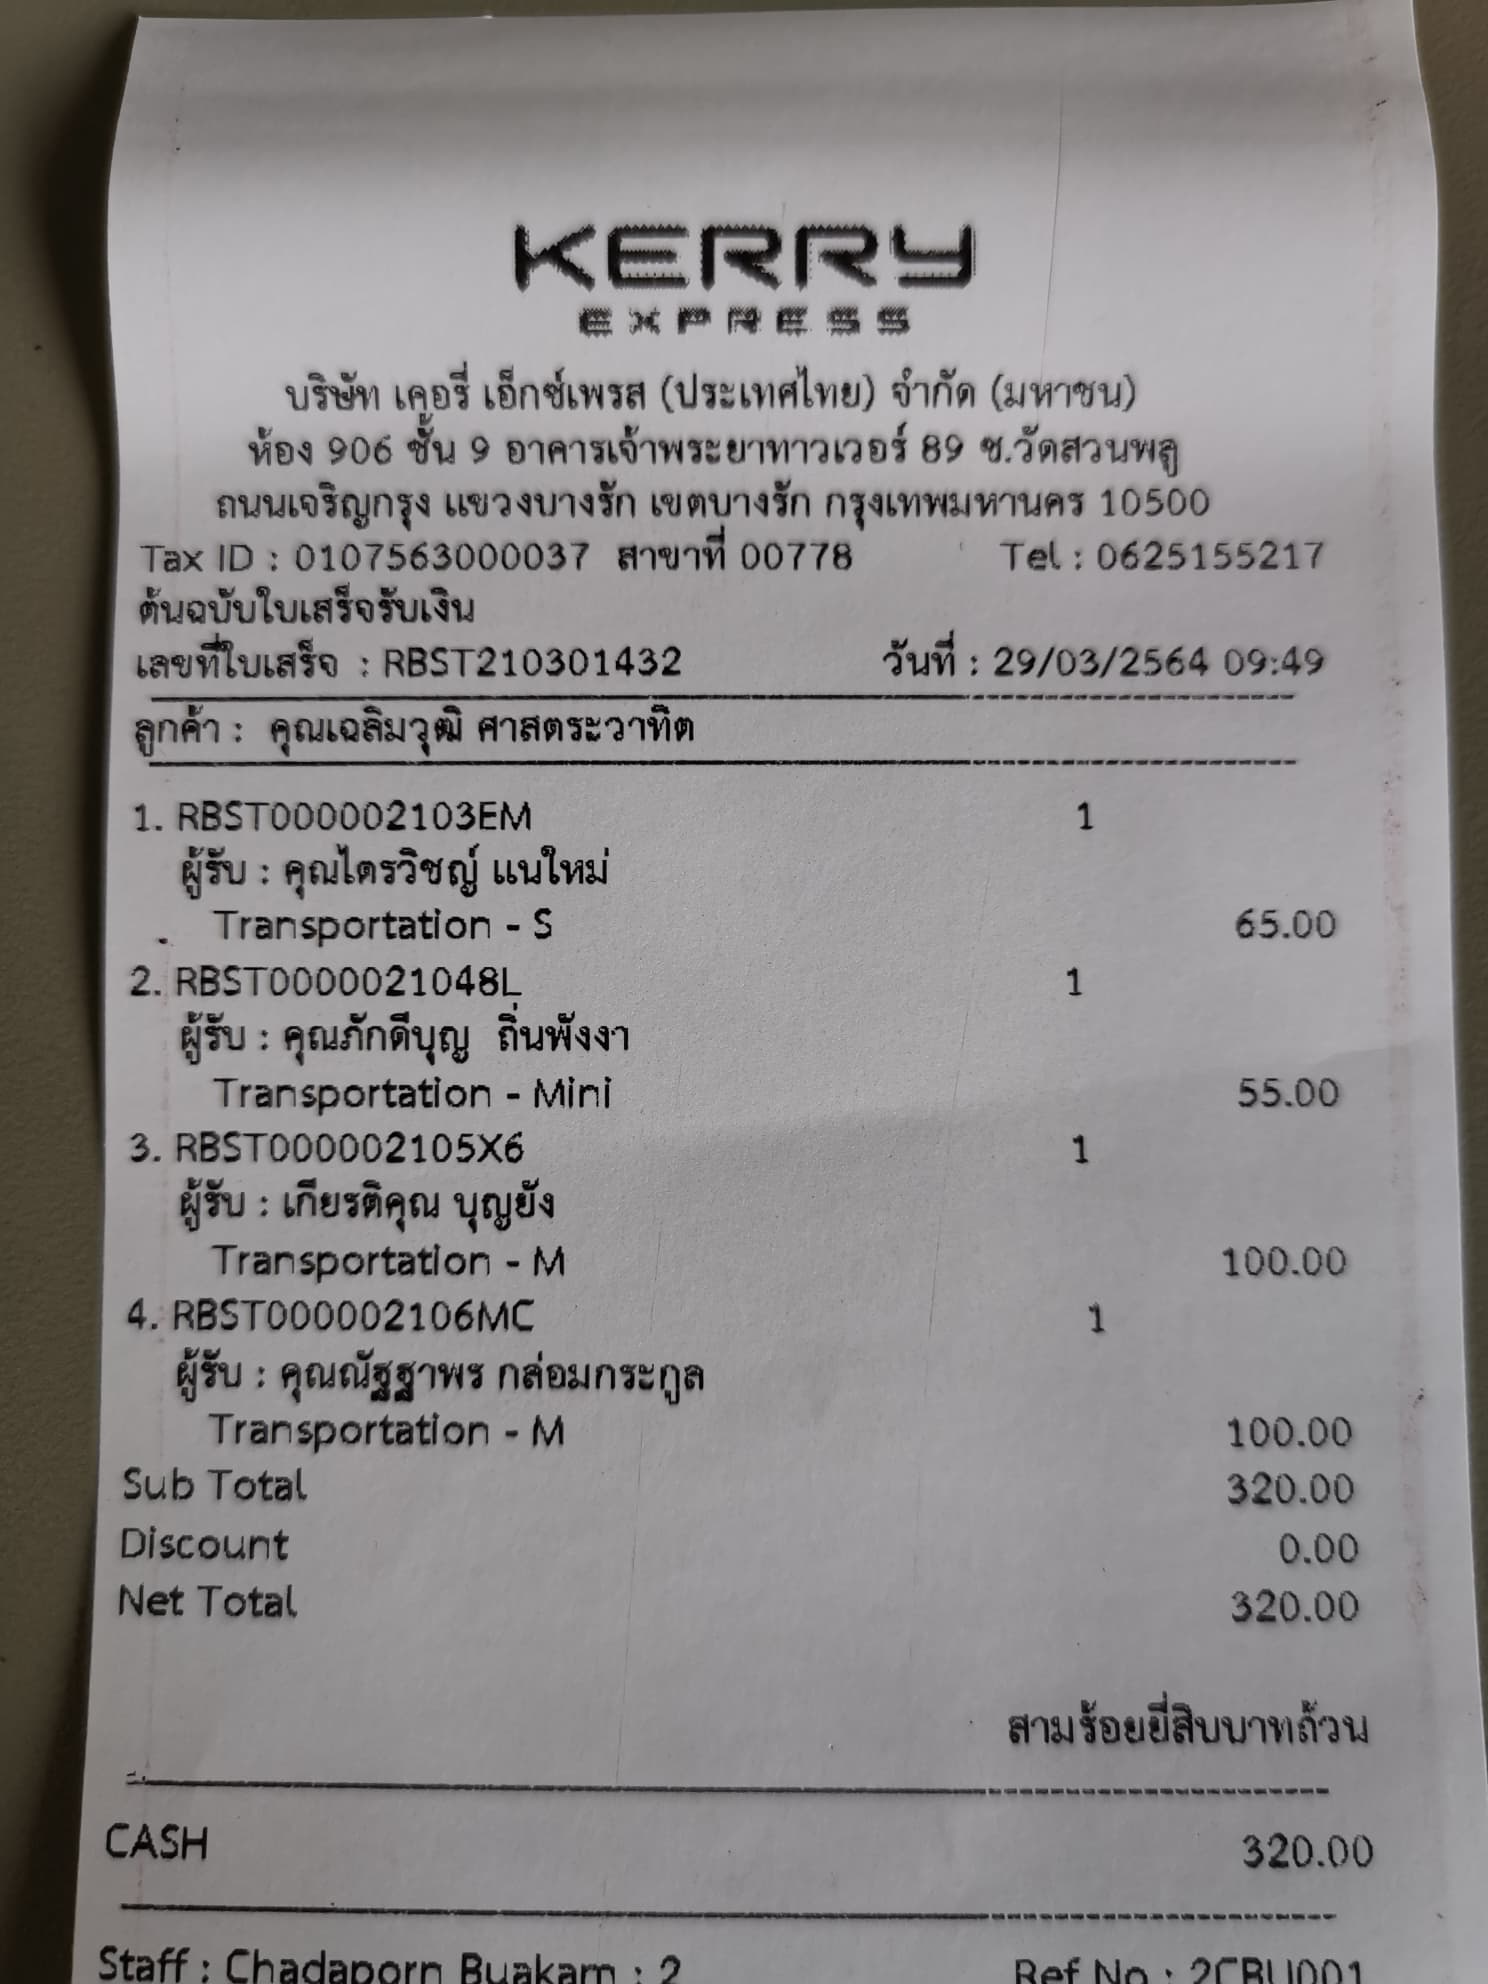 KERRY
EXPRESS
บริษัท เคอรี่ เอ็กซ์เพรส (ประเทศไทย) จำกัด (มหาชน)
ห้อง 906 ชั้น 9 อาคารเจ้าพระยาทาวเวอร์ 89 ซ.วัดสวนพลู
ถนนเจริญกรุง แขวงบางรัก เขตบางรัก กรุงเทพมหานคร 10500
Tax ID : 0107563000037 สาขาที่ 00778 Tel : 0625155217
ต้นฉบับใบเสร็จรับเงิน
เลขที่ใบเสร็จ : RBST210301432 วันที่ : 29/03/2564 09:49
ลูกค้า : คุณเฉลิมวุฒิ ศาสตระวาทิต
1. RBST000002103EM 1
ผู้รับ : คุณไตรวิชญ์ แนใหม่
Transportation - S 65.00
2. RBST0000021048L 1
ผู้รับ : คุณภักดีบุญ ถิ่นพังงา
Transportation - Mini 55.00
3. RBST000002105X6 1
ผู้รับ : เกียรติคุณ บุญยัง
Transportation - M 100.00
4. RBST000002106MC 1
ผู้รับ : คุณณัฐฐาพร กล่อมกระกูล
Transportation - M 100.00
Sub Total 320.00
Discount 0.00
Net Total 320.00
สามร้อยยี่สิบบาทถ้วน
CASH 320.00
Staff : Chadaporn Buakam : 2 Ref No : 2CBU001